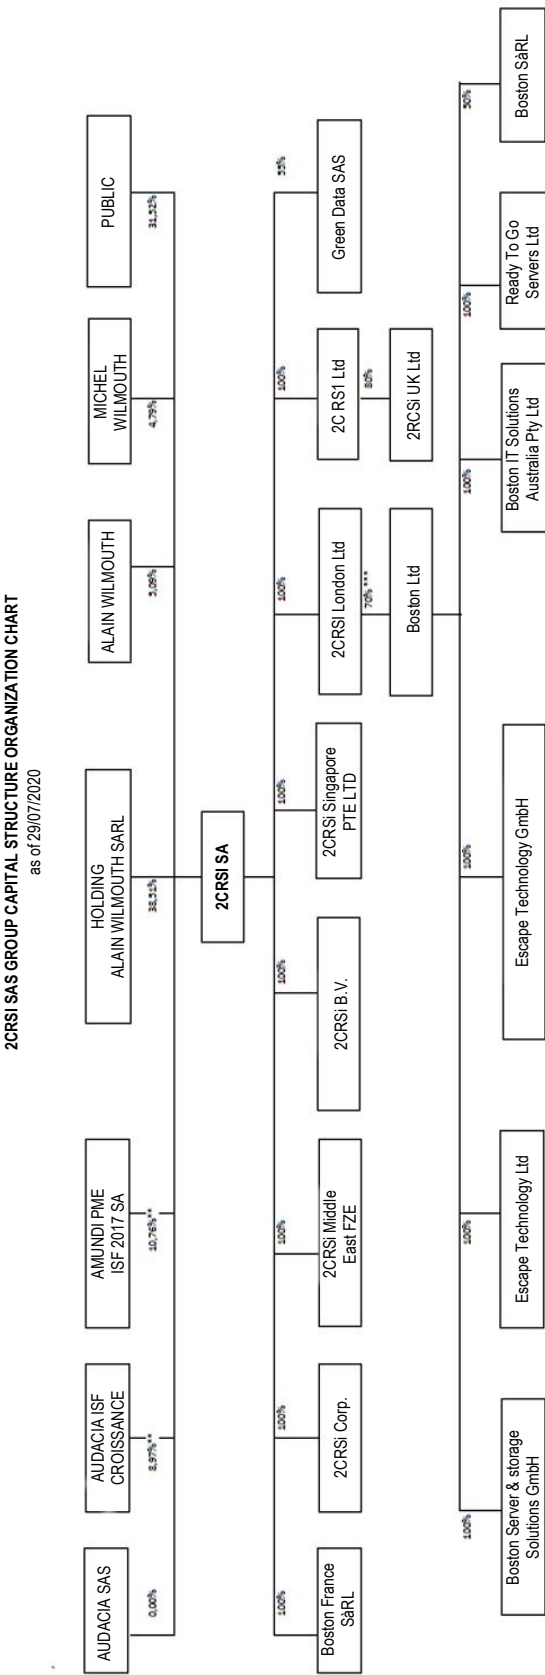 2CRSI SAS GROUP CAPITAL STRUCTURE ORGANIZATION CHART
as of 29/07/2020
AUDACIA SAS
0,00%
AUDACIA ISF
CROISSANCE
8,97%**
AMUNDI PME
ISF 2017 SA
10,76%**
HOLDING
ALAIN WILMOUTH SARL
38,51%
ALAIN WILMOUTH
5,09%
MICHEL
WILMOUTH
4,79%
PUBLIC
31,52%
2CRSI SA
100%
Boston France
SàRL
100%
2CRSi Corp.
100%
2CRSi Middle
East FZE
100%
2CRSi B.V.
100%
2CRSi Singapore
PTE LTD
100%
2CRSI London Ltd
100%
2C RS1 Ltd
55%
Green Data SAS
70%***
Boston Ltd
80%
2RCSi UK Ltd
100%
Boston Server & storage
Solutions GmbH
100%
Escape Technology Ltd
100%
Escape Technology GmbH
100%
Boston IT Solutions
Australia Pty Ltd
100%
Ready To Go
Servers Ltd
50%
Boston SàRL